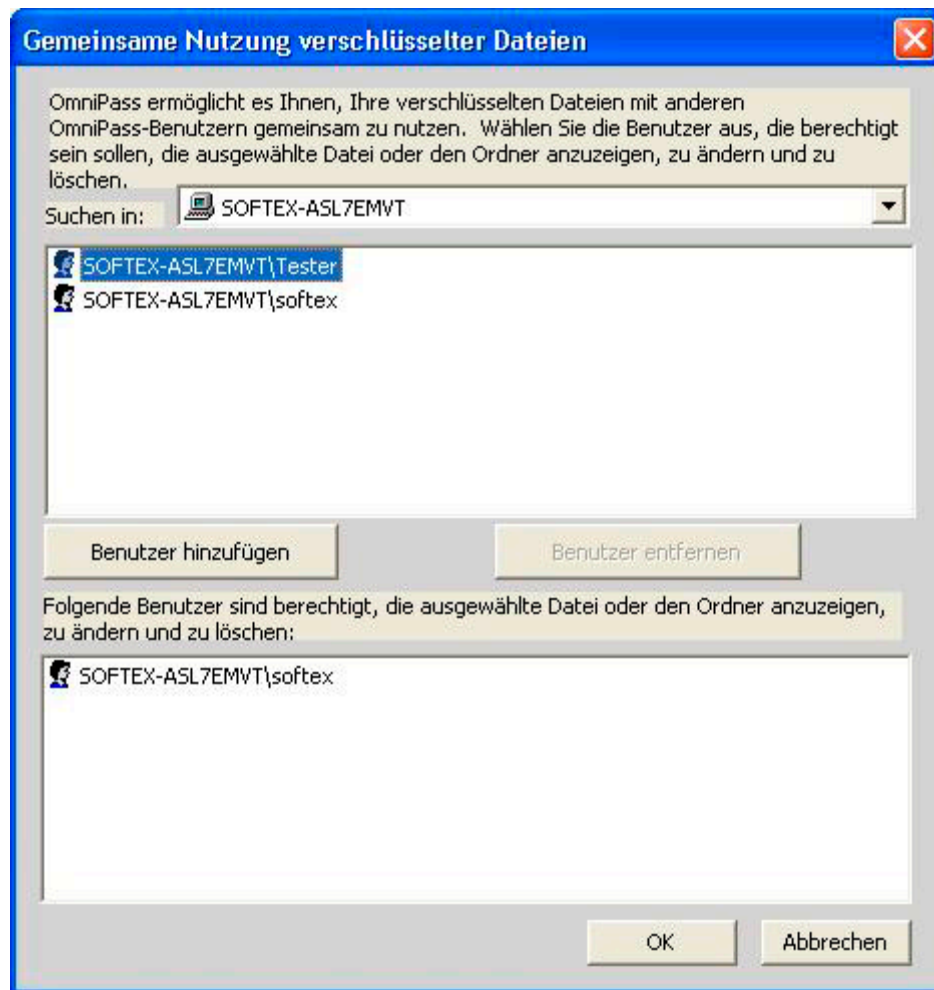 Gemeinsame Nutzung verschlüsselter Dateien
OmniPass ermöglicht es Ihnen, Ihre verschlüsselten Dateien mit anderen
OmniPass-Benutzern gemeinsam zu nutzen. Wählen Sie die Benutzer aus, die berechtigt
sein sollen, die ausgewählte Datei oder den Ordner anzuzeigen, zu ändern und zu
löschen.
Suchen in: SOFTEX-ASL7EMVT
SOFTEX-ASL7EMVT\Tester
SOFTEX-ASL7EMVT\softex
Benutzer hinzufügen Benutzer entfernen
Folgende Benutzer sind berechtigt, die ausgewählte Datei oder den Ordner anzuzeigen,
zu ändern und zu löschen:
SOFTEX-ASL7EMVT\softex
OK Abbrechen